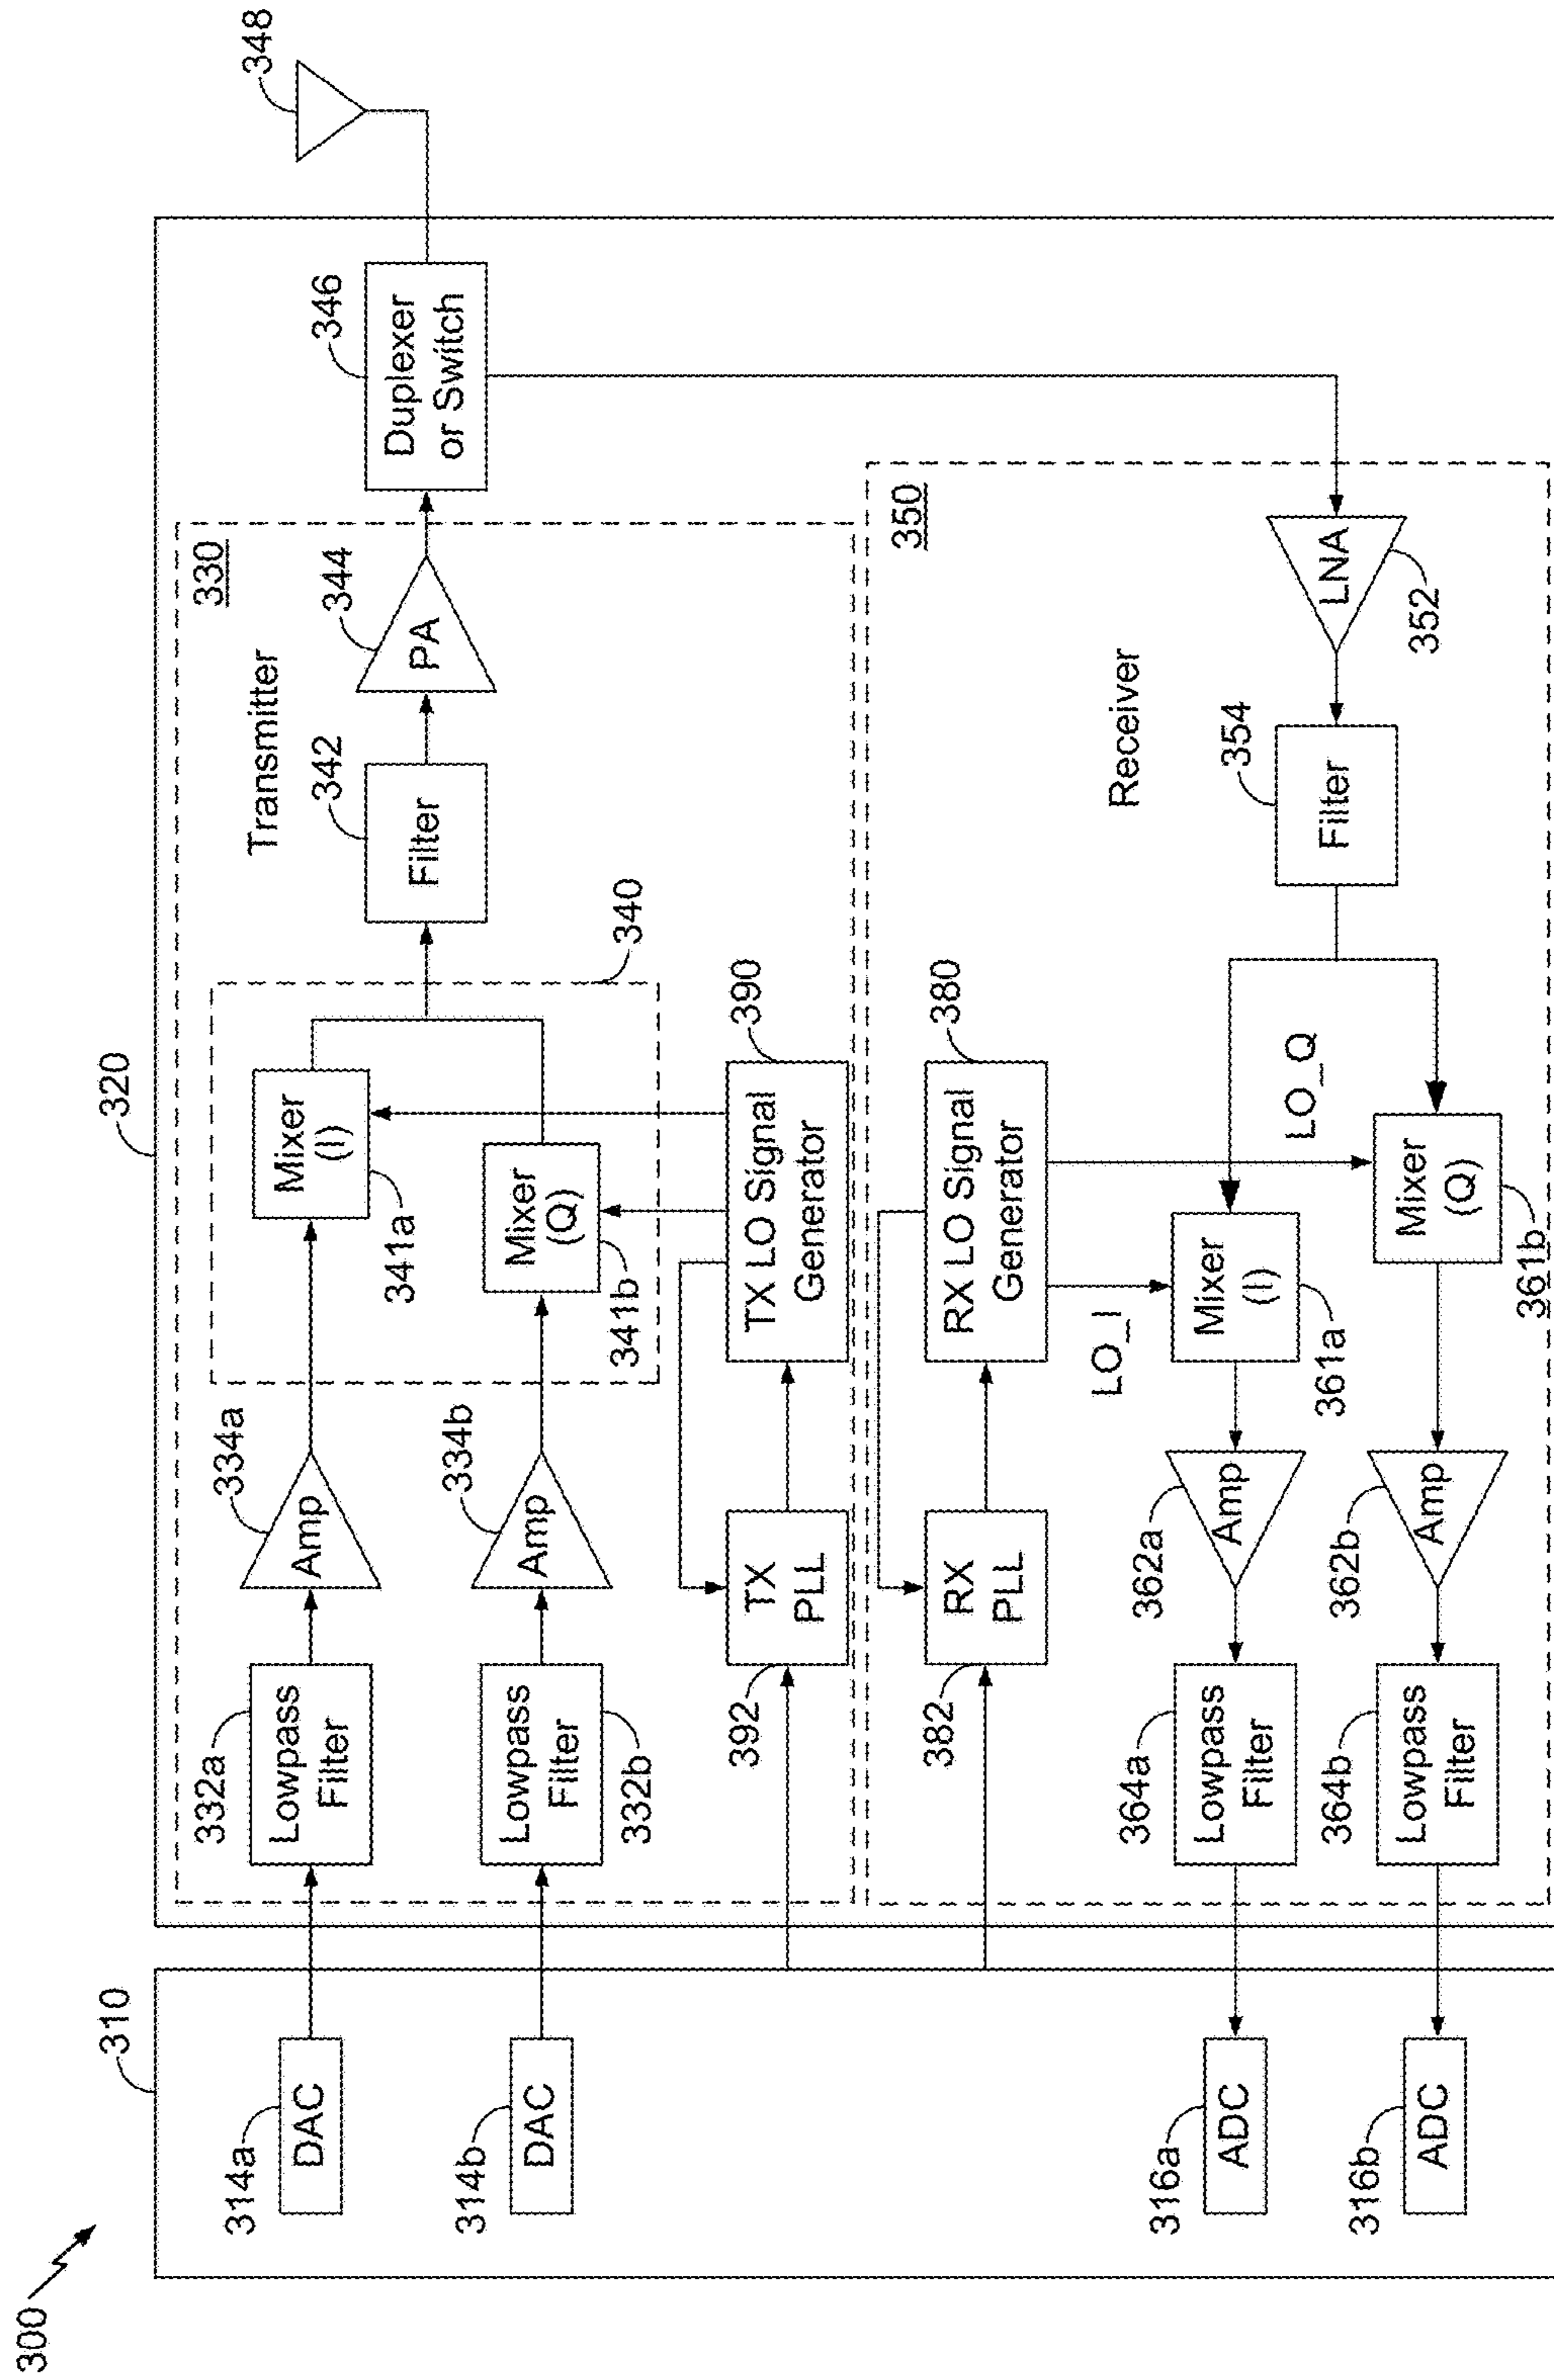 300
310
320
348
314a
DAC
314b
DAC
316a
ADC
316b
ADC
330
Transmitter
332a
Lowpass
Filter
334a
Amp
Mixer
(I)
341a
332b
Lowpass
Filter
334b
Amp
Mixer
(Q)
341b
340
342
Filter
344
PA
346
Duplexer
or Switch
392
TX
PLL
390
TX LO Signal
Generator
350
Receiver
382
RX
PLL
380
RX LO Signal
Generator
LO_I
LO_Q
364a
Lowpass
Filter
362a
Amp
Mixer
(I)
361a
364b
Lowpass
Filter
362b
Amp
Mixer
(Q)
361b
354
Filter
LNA
352